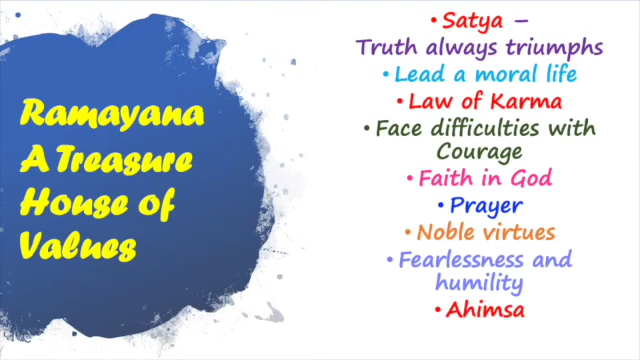 Ramayana
A Treasure
House of
Values
• Satya –
Truth always triumphs
• Lead a moral life
• Law of Karma
• Face difficulties with
Courage
• Faith in God
• Prayer
• Noble virtues
• Fearlessness and
humility
• Ahimsa